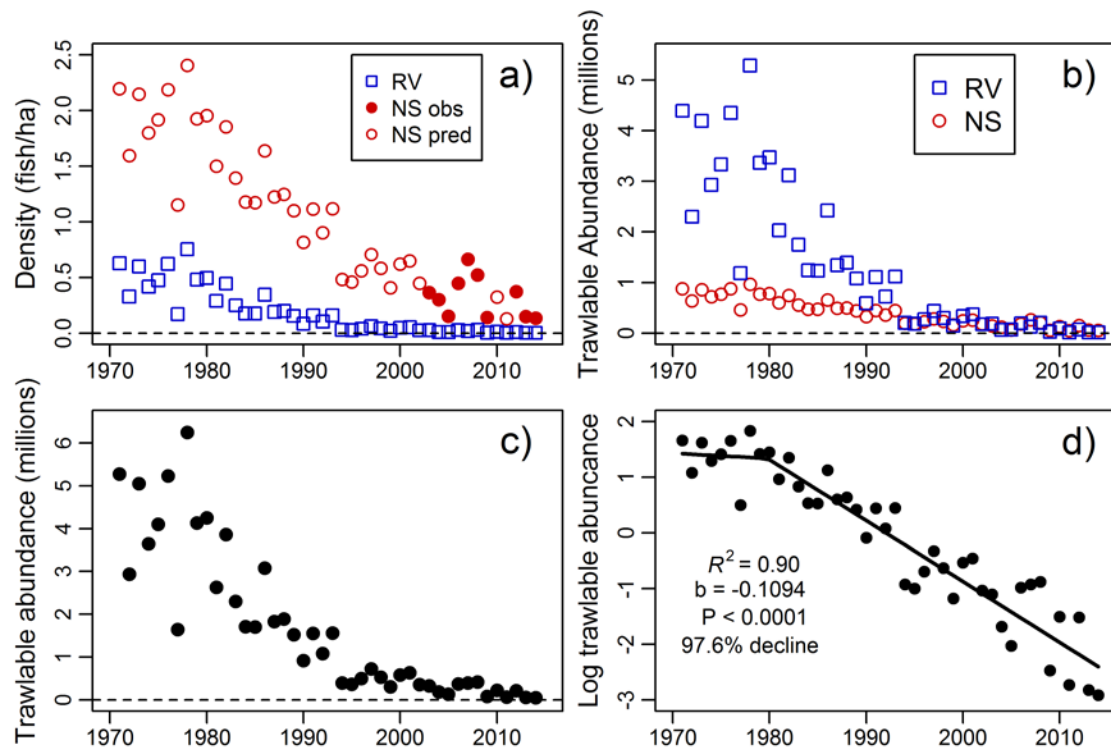 a)
RV
NS obs
NS pred
Density (fish/ha)
0.0 0.5 1.0 1.5 2.0 2.5
1970 1980 1990 2000 2010
b)
RV
NS
Trawlable Abundance (millions)
0 1 2 3 4 5
1970 1980 1990 2000 2010
c)
Trawlable abundance (millions)
0 1 2 3 4 5 6
1970 1980 1990 2000 2010
d)
Log trawlable abuncance
-3 -2 -1 0 1 2
R² = 0.90
b = -0.1094
P < 0.0001
97.6% decline
1970 1980 1990 2000 2010